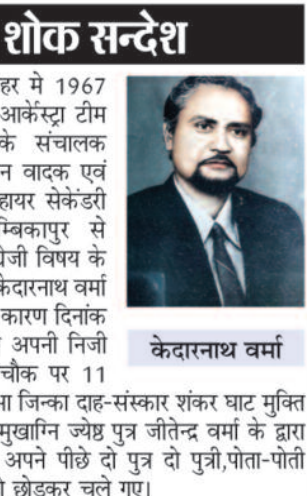 शोक सन्देश
हर मे 1967
आर्केस्ट्रा टीम
के संचालक
न वादक एवं
हायर सेकेंडरी
म्बिकापुर से
ग्रेजी विषय के
केदारनाथ वर्मा
कारण दिनांक
अपनी निजी
चौक पर 11
केदारनाथ वर्मा
जिन्का दाह-संस्कार शंकर घाट मुक्ति
मुखाग्नि ज्येष्ठ पुत्र जीतेन्द्र वर्मा के द्वारा
अपने पीछे दो पुत्र दो पुत्री,पोता-पोती
छोडकर चले गए।